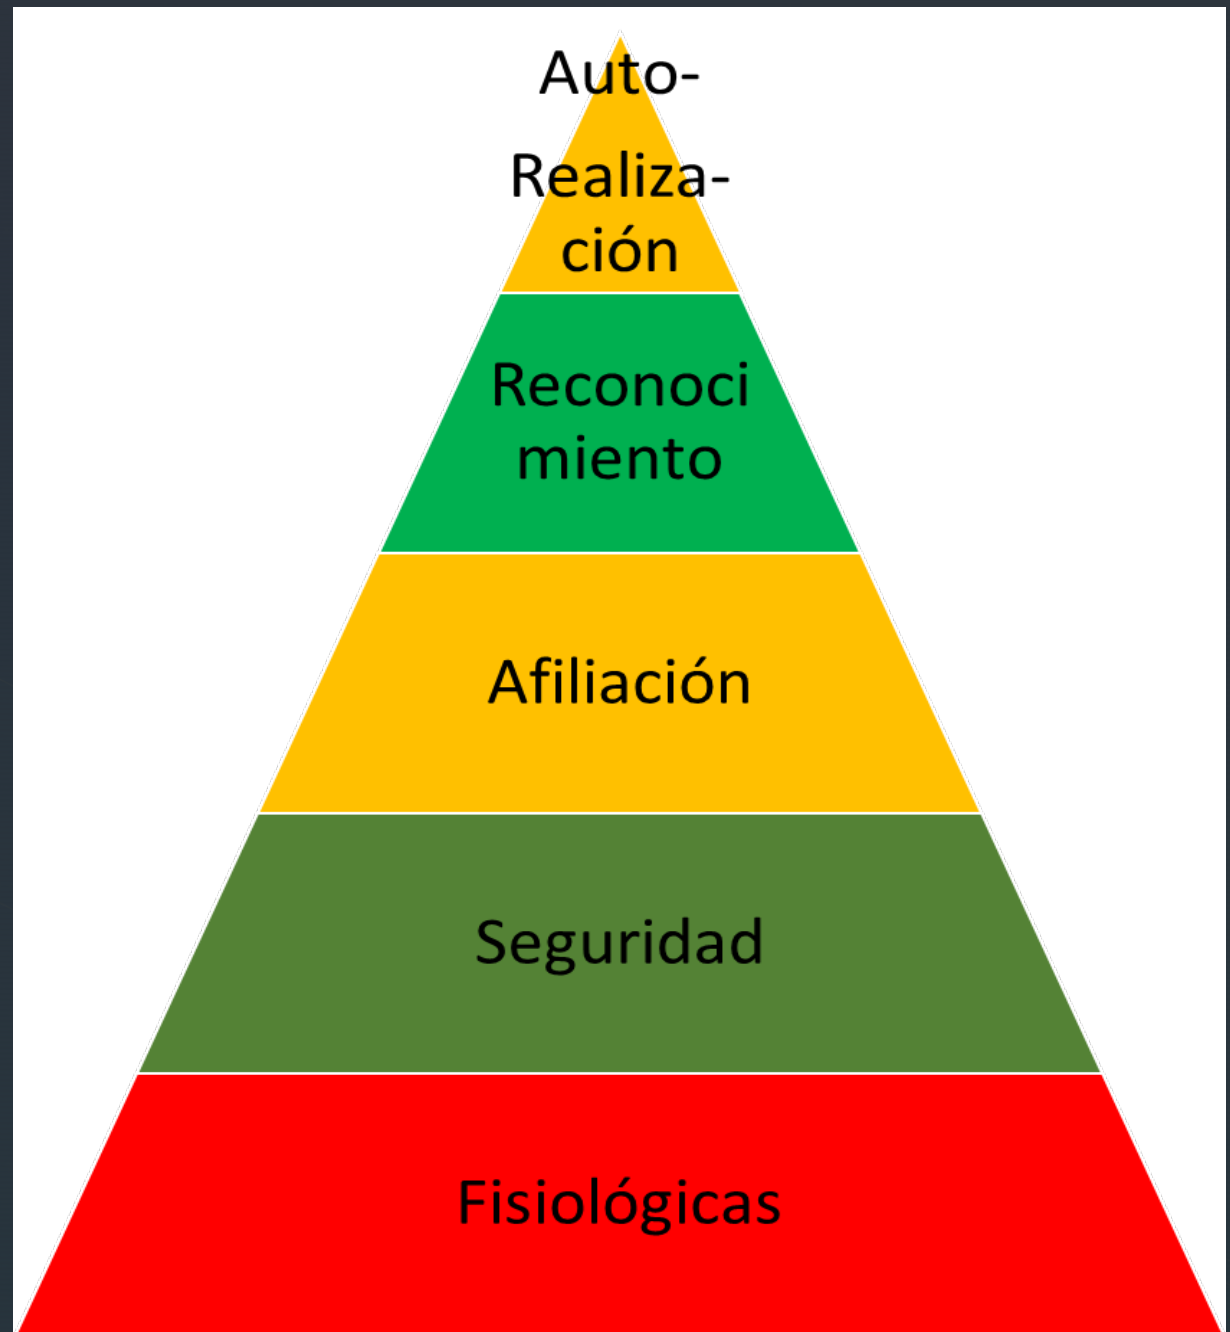 Auto-
Realiza-
ción
Reconoci
miento
Afiliación
Seguridad
Fisiológicas